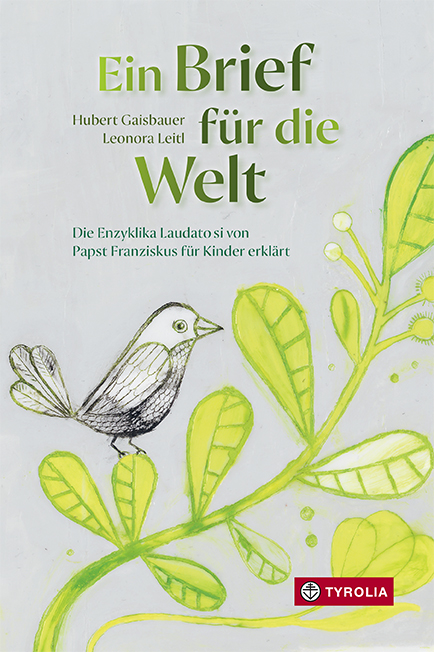 Ein Brief
Hubert Gaisbauer
Leonora Leitl
für die
Welt
Die Enzyklika Laudato si von
Papst Franziskus für Kinder erklärt
TYROLIA